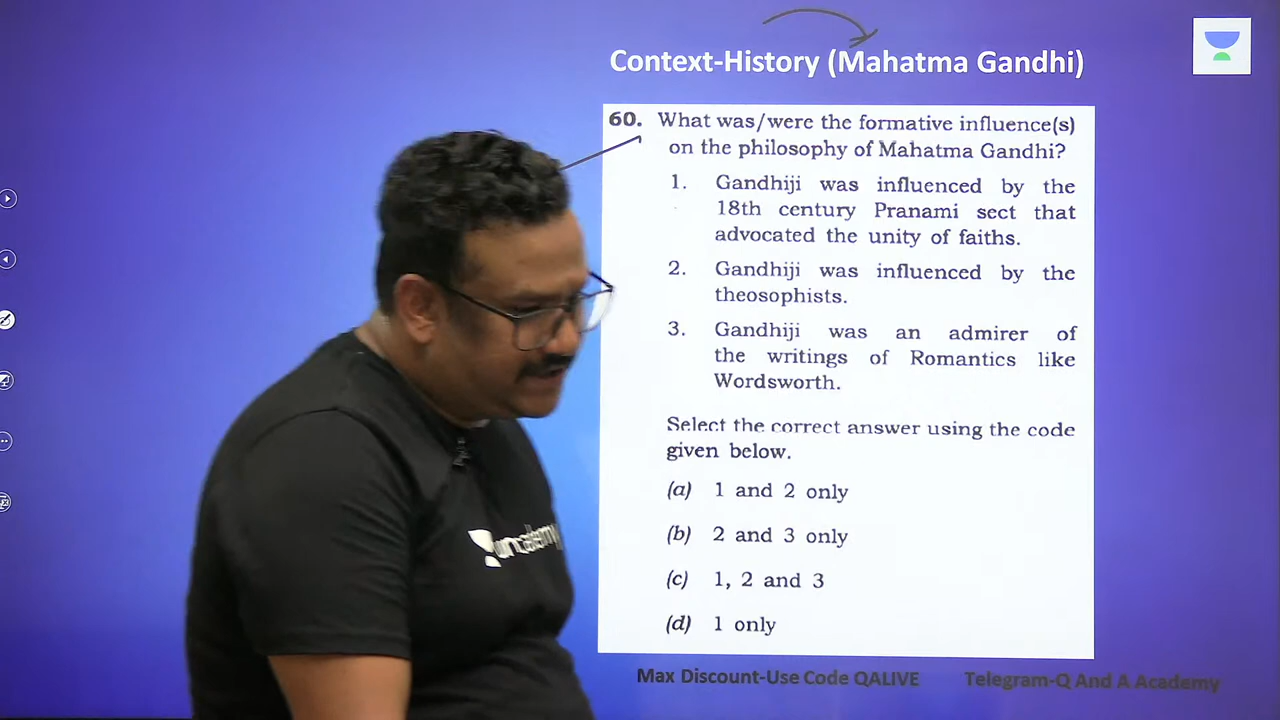 Context-History (Mahatma Gandhi)
60. What was/were the formative influence(s)
on the philosophy of Mahatma Gandhi?
1. Gandhiji was influenced by the
18th century Pranami sect that
advocated the unity of faiths.
2. Gandhiji was influenced by the
theosophists.
3. Gandhiji was an admirer of
the writings of Romantics like
Wordsworth.
Select the correct answer using the code
given below.
(a) 1 and 2 only
(b) 2 and 3 only
(c) 1, 2 and 3
(d) 1 only
unacademy
Max Discount-Use Code QALIVE Telegram-Q And A Academy